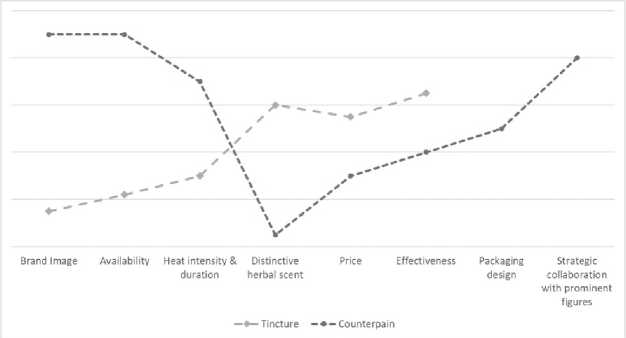 Brand Image
Availability
Heat intensity &
duration
Distinctive
herbal scent
Price
Effectiveness
Packaging
design
Strategic
collaboration
with prominent
figures
Tincture
Counterpain